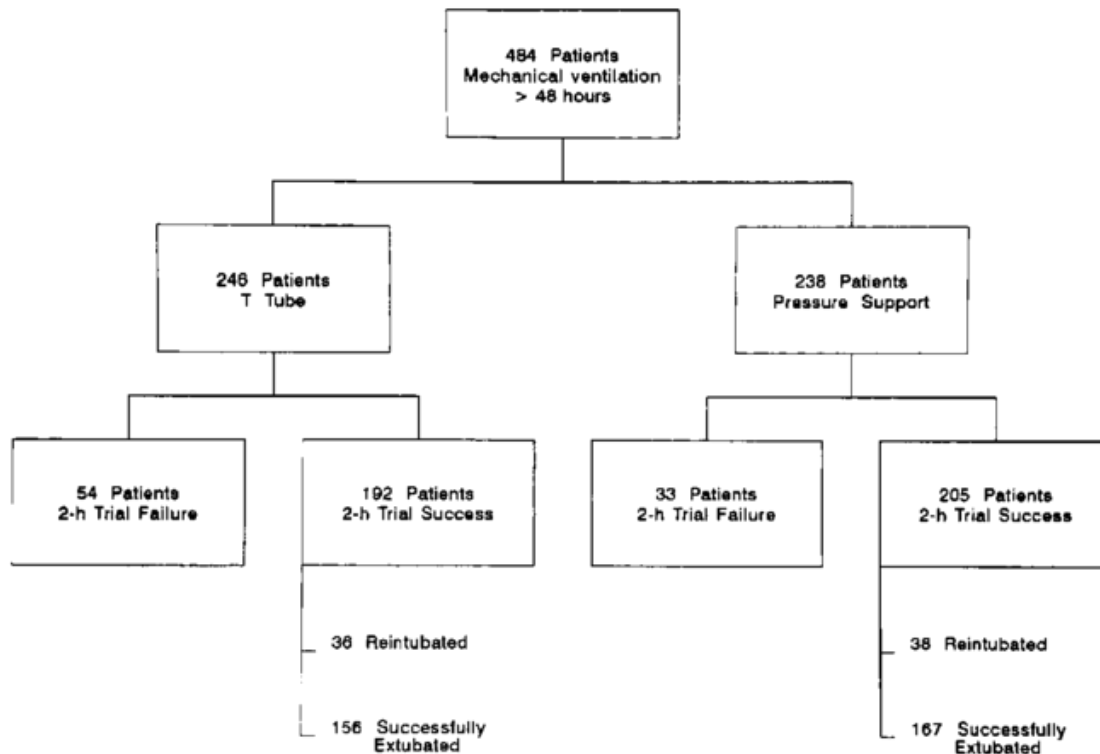 484 Patients
Mechanical ventilation
> 48 hours
246 Patients
T Tube
238 Patients
Pressure Support
54 Patients
2-h Trial Failure
192 Patients
2-h Trial Success
33 Patients
2-h Trial Failure
205 Patients
2-h Trial Success
36 Reintubated
38 Reintubated
156 Successfully
Extubated
167 Successfully
Extubated